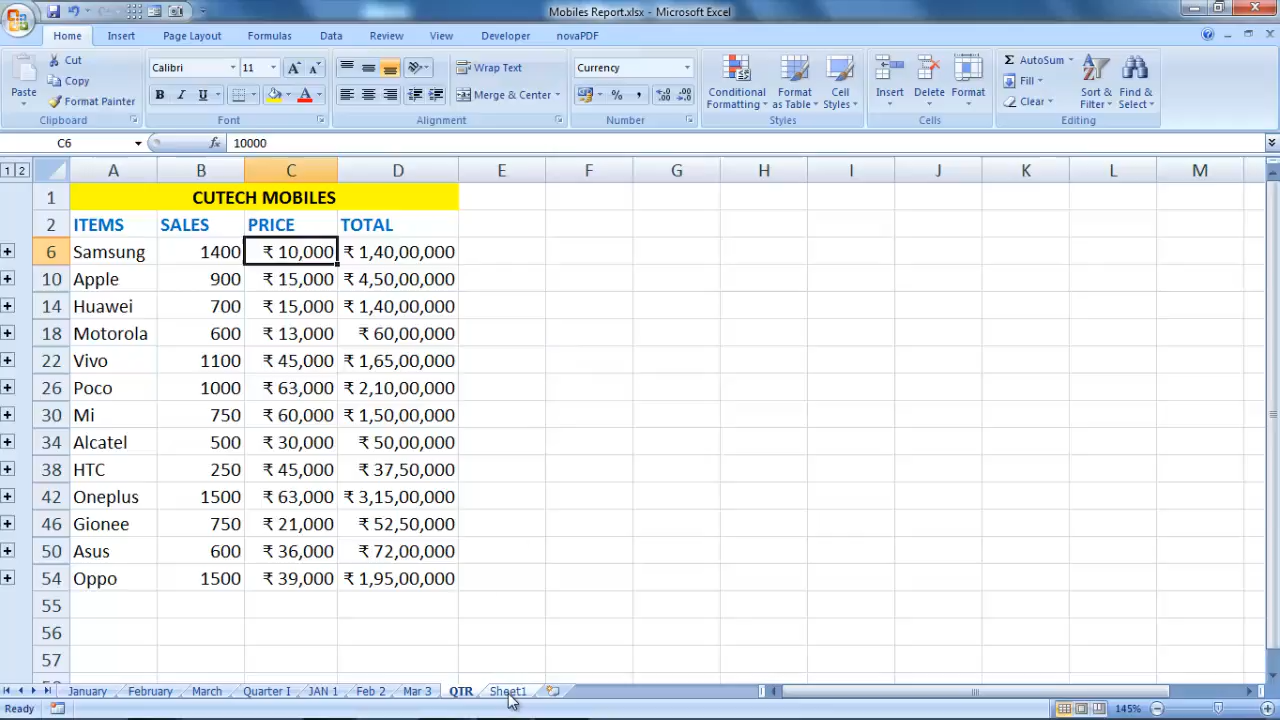 Mobiles Report.xlsx - Microsoft Excel
Home Insert Page Layout Formulas Data Review View Developer novaPDF
Paste Cut Copy Format Painter Clipboard
Calibri 11 B I U A A A Font
Wrap Text Merge & Center Alignment
Currency % , Number
Conditional Formatting Format as Table Cell Styles Styles
Insert Delete Format Cells
Σ AutoSum Fill Clear Sort & Filter Find & Select Editing
C6 fx 10000
1 2 A B C D E F G H I J K L M
1 CUTECH MOBILES
2 ITEMS SALES PRICE TOTAL
6 Samsung 1400 ₹ 10,000 ₹ 1,40,00,000
10 Apple 900 ₹ 15,000 ₹ 4,50,00,000
14 Huawei 700 ₹ 15,000 ₹ 1,40,00,000
18 Motorola 600 ₹ 13,000 ₹ 60,00,000
22 Vivo 1100 ₹ 45,000 ₹ 1,65,00,000
26 Poco 1000 ₹ 63,000 ₹ 2,10,00,000
30 Mi 750 ₹ 60,000 ₹ 1,50,00,000
34 Alcatel 500 ₹ 30,000 ₹ 50,00,000
38 HTC 250 ₹ 45,000 ₹ 37,50,000
42 Oneplus 1500 ₹ 63,000 ₹ 3,15,00,000
46 Gionee 750 ₹ 21,000 ₹ 52,50,000
50 Asus 600 ₹ 36,000 ₹ 72,00,000
54 Oppo 1500 ₹ 39,000 ₹ 1,95,00,000
55
56
57
January February March Quarter I JAN 1 Feb 2 Mar 3 QTR Sheet1
Ready 145%